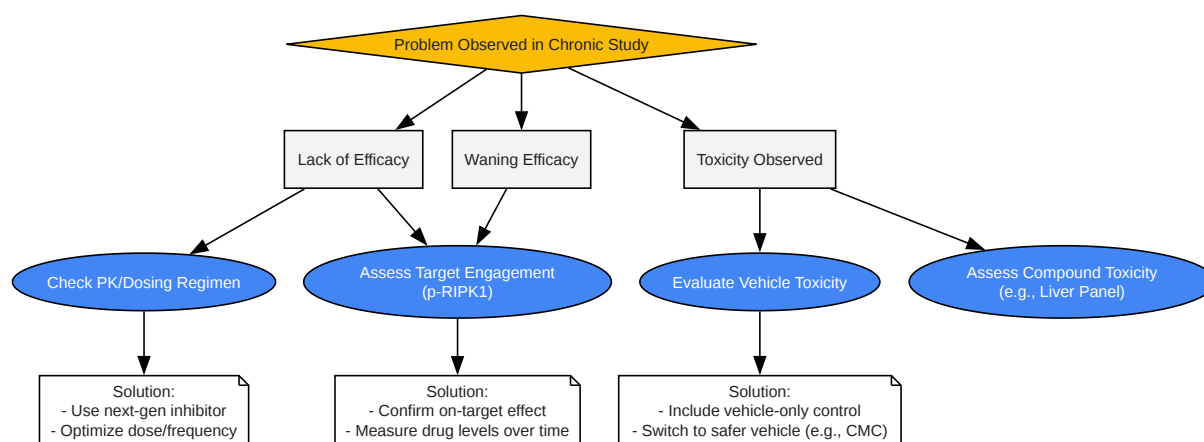 Problem Observed in Chronic Study
Lack of Efficacy
Waning Efficacy
Toxicity Observed
Check PK/Dosing Regimen
Assess Target Engagement
(p-RIPK1)
Evaluate Vehicle Toxicity
Assess Compound Toxicity
(e.g., Liver Panel)
Solution:
- Use next-gen inhibitor
- Optimize dose/frequency
Solution:
- Confirm on-target effect
- Measure drug levels over time
Solution:
- Include vehicle-only control
- Switch to safer vehicle (e.g., CMC)